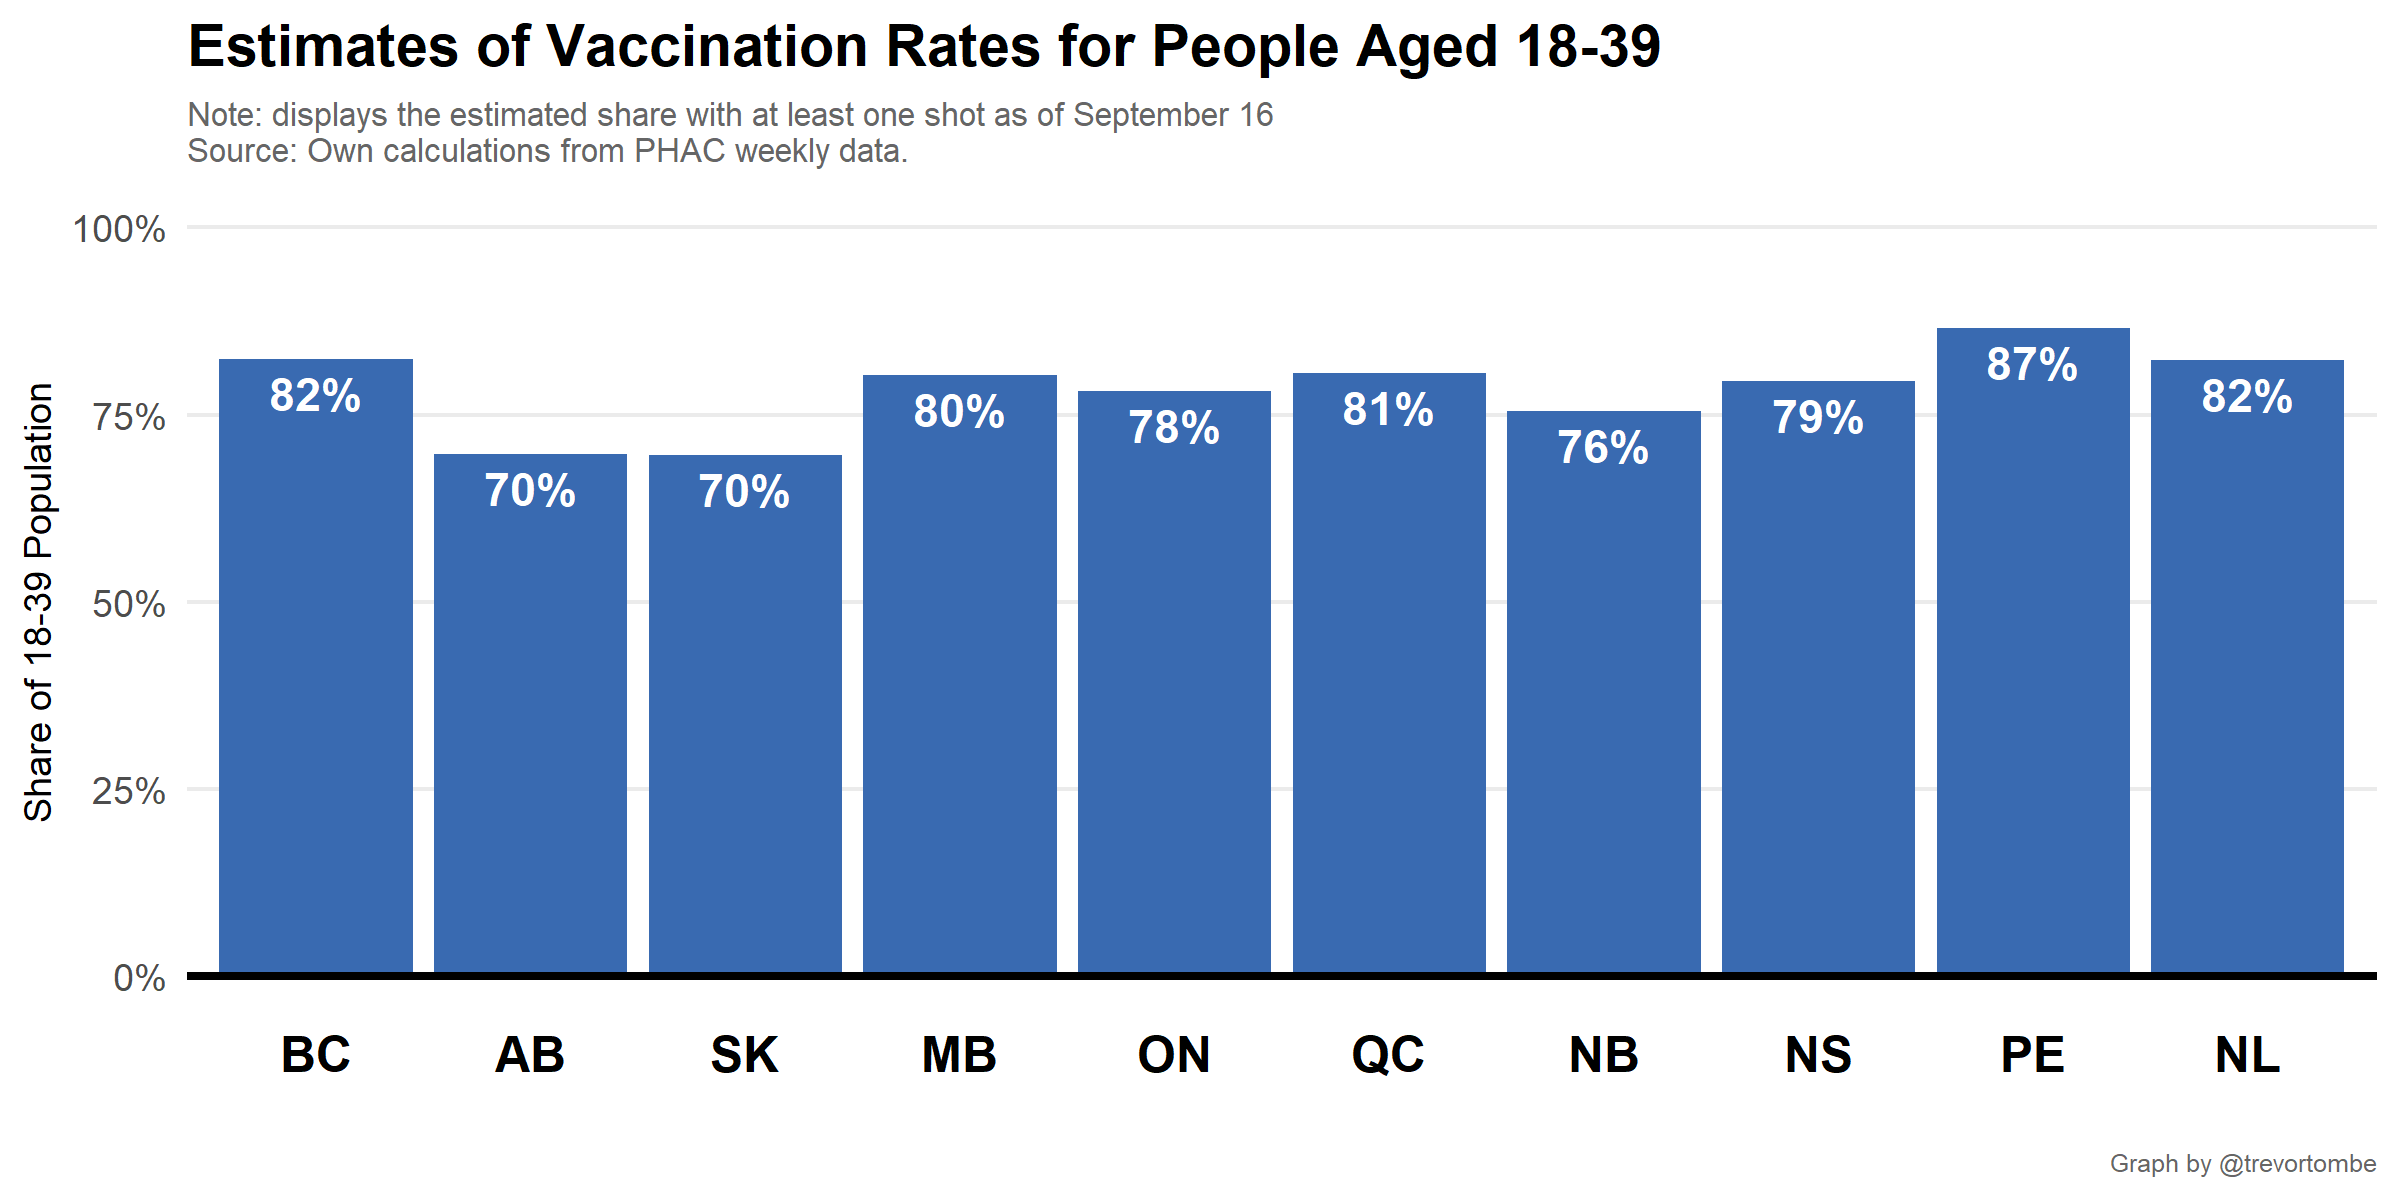 Estimates of Vaccination Rates for People Aged 18-39
Note: displays the estimated share with at least one shot as of September 16
Source: Own calculations from PHAC weekly data.
Share of 18-39 Population
100%
75%
50%
25%
0%
82%
70%
70%
80%
78%
81%
76%
79%
87%
82%
BC
AB
SK
MB
ON
QC
NB
NS
PE
NL
Graph by @trevortombe